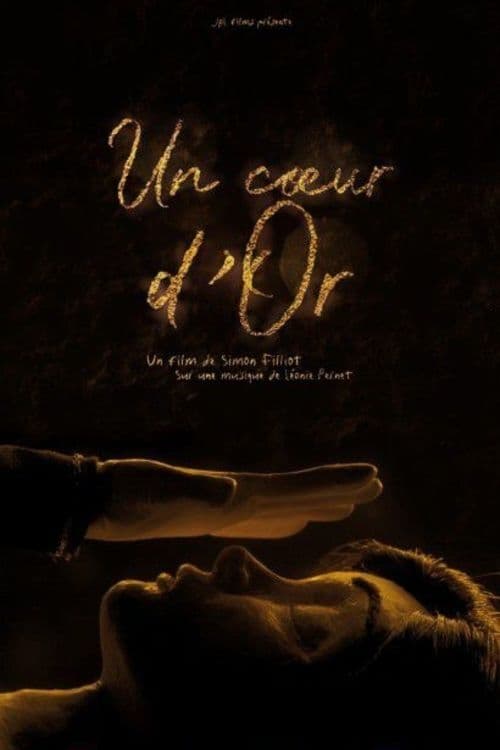 JPL Films présente
Un cœur
d'Or
Un film de Simon Filliot
Sur une musique de Léonie Pernet